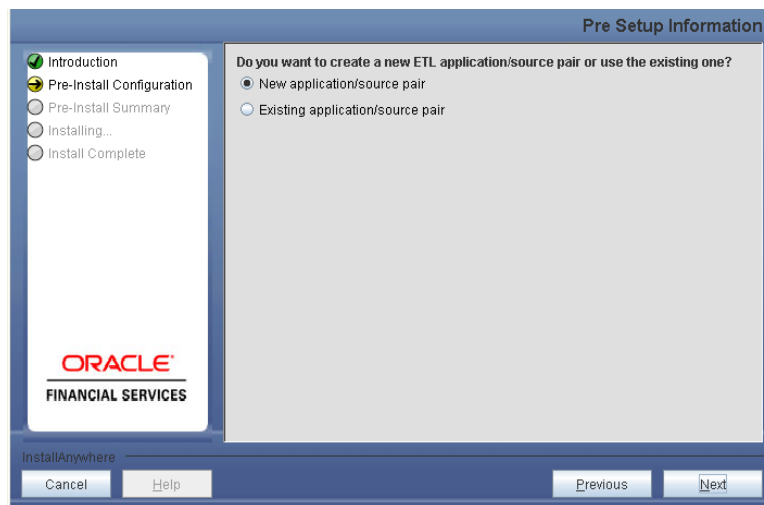 Pre Setup Information
Introduction
Pre-Install Configuration
Pre-Install Summary
Installing...
Install Complete
ORACLE
FINANCIAL SERVICES
Do you want to create a new ETL application/source pair or use the existing one?
New application/source pair
Existing application/source pair
InstallAnywhere
Cancel
Help
Previous
Next